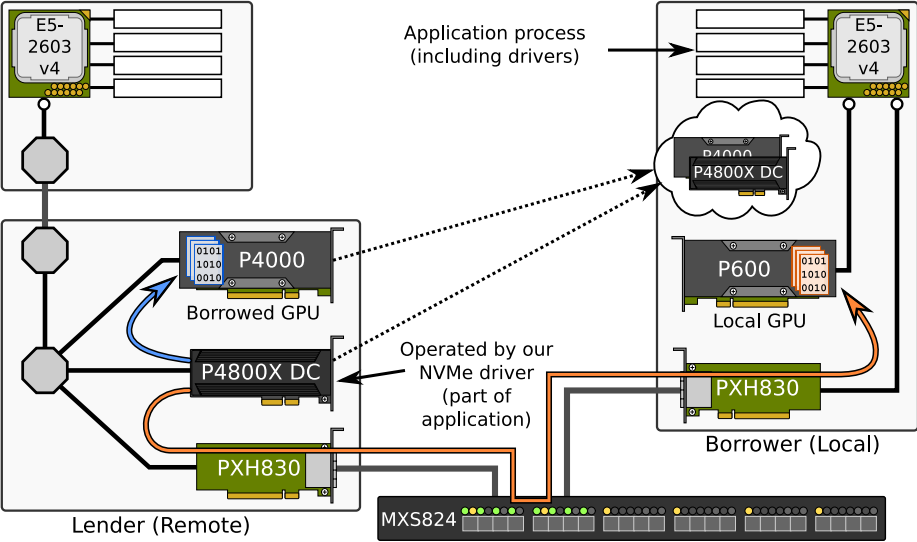 E5-
2603
v4
Application process
(including drivers)
E5-
2603
v4
P4000
P4800X DC
0101
1010
0010
P4000
Borrowed GPU
P600
0101
1010
0010
Local GPU
P4800X DC
Operated by our
NVMe driver
(part of
application)
PXH830
Borrower (Local)
PXH830
Lender (Remote)
MXS824